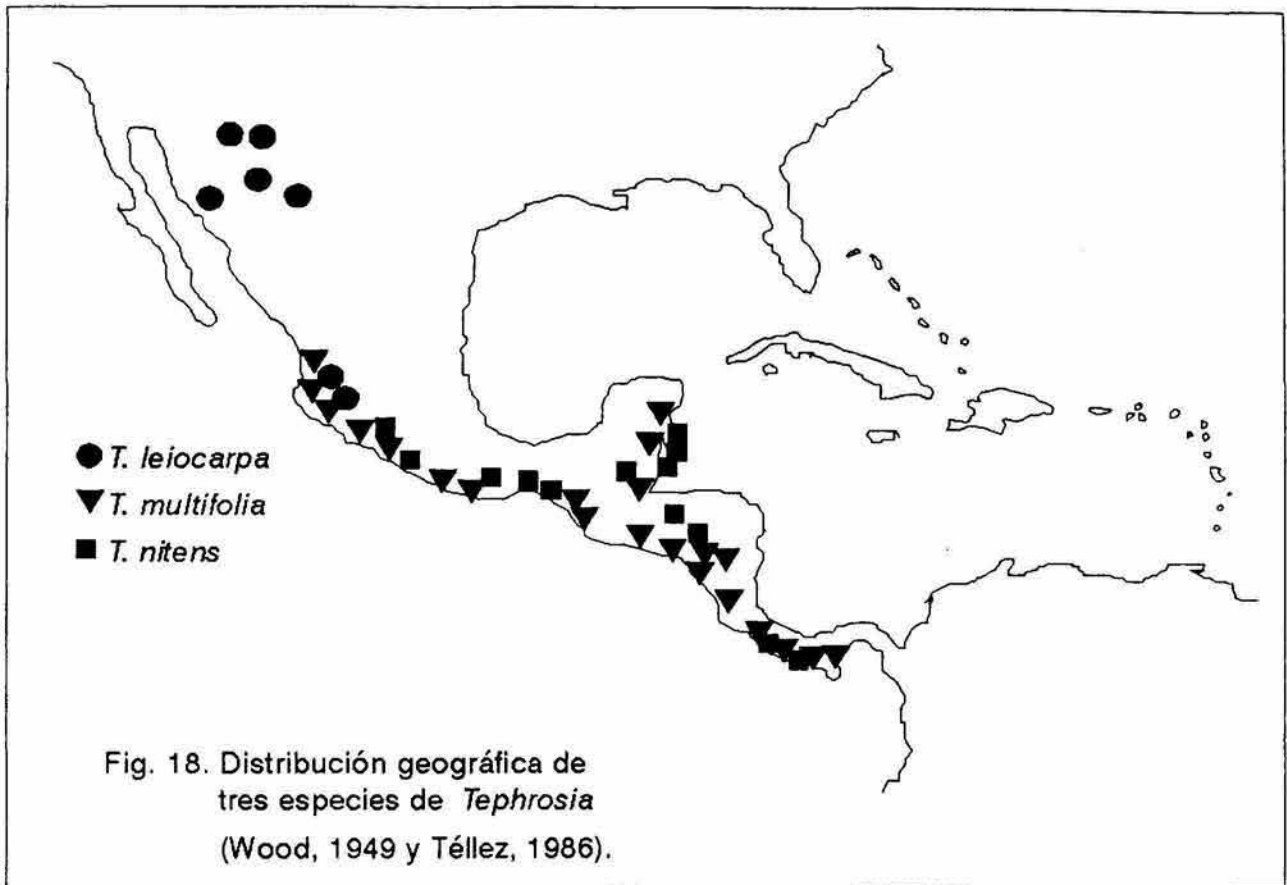 T. leiocarpa
T. multifolia
T. nitens
Fig. 18. Distribución geográfica de
tres especies de Tephrosia
(Wood, 1949 y Téllez, 1986).